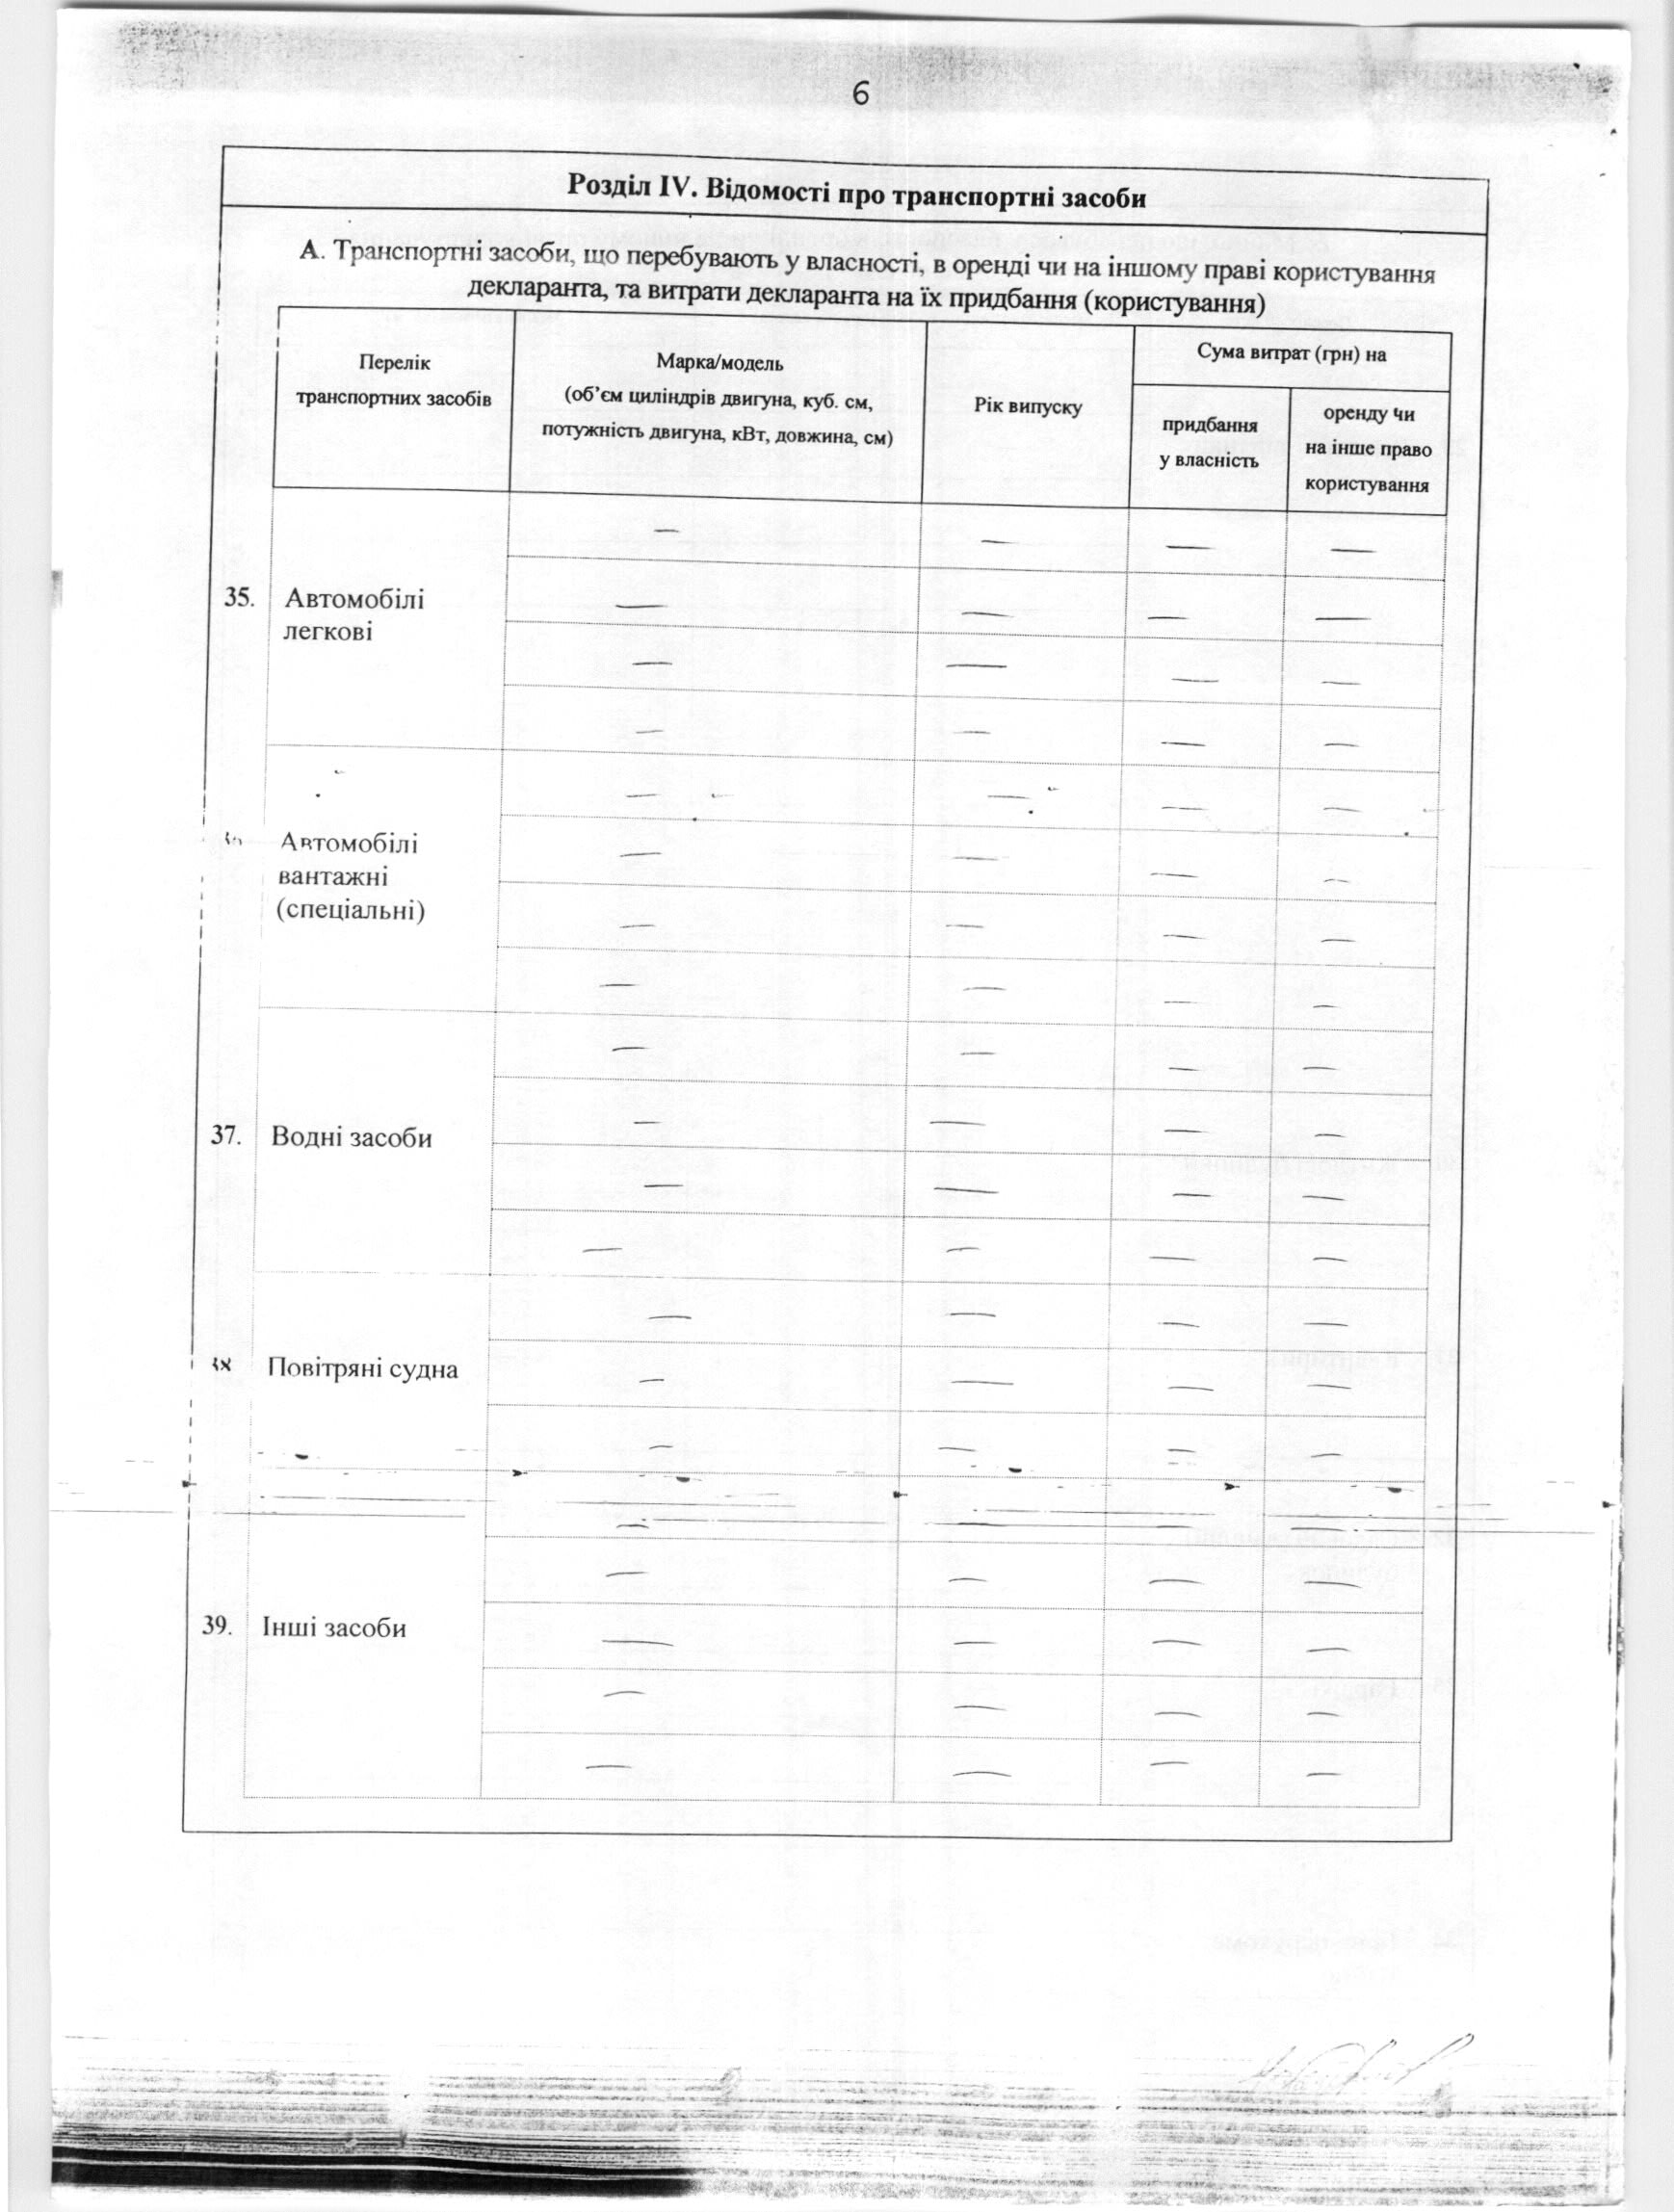 6
Розділ IV. Відомості про транспортні засоби
А. Транспортні засоби, що перебувають у власності, в оренді чи на іншому праві користування
декларанта, та витрати декларанта на їх придбання (користування)
Перелік
транспортних засобів
Марка/модель
(об’єм циліндрів двигуна, куб. см,
потужність двигуна, кВт, довжина, см)
Рік випуску
Сума витрат (грн) на
придбання
у власність
оренду чи
на інше право
користування
35. Автомобілі
легкові
— — — —
— — — —
— — — —
— — — —
Автомобілі
вантажні
(спеціальні)
— — — —
— — — —
— — — —
— — — —
37. Водні засоби
— — — —
— — — —
— — — —
— — — —
38 Повітряні судна
— — — —
— — — —
— — — —
39. Інші засоби
— — — —
— — — —
— — — —
— — — —
— — — —